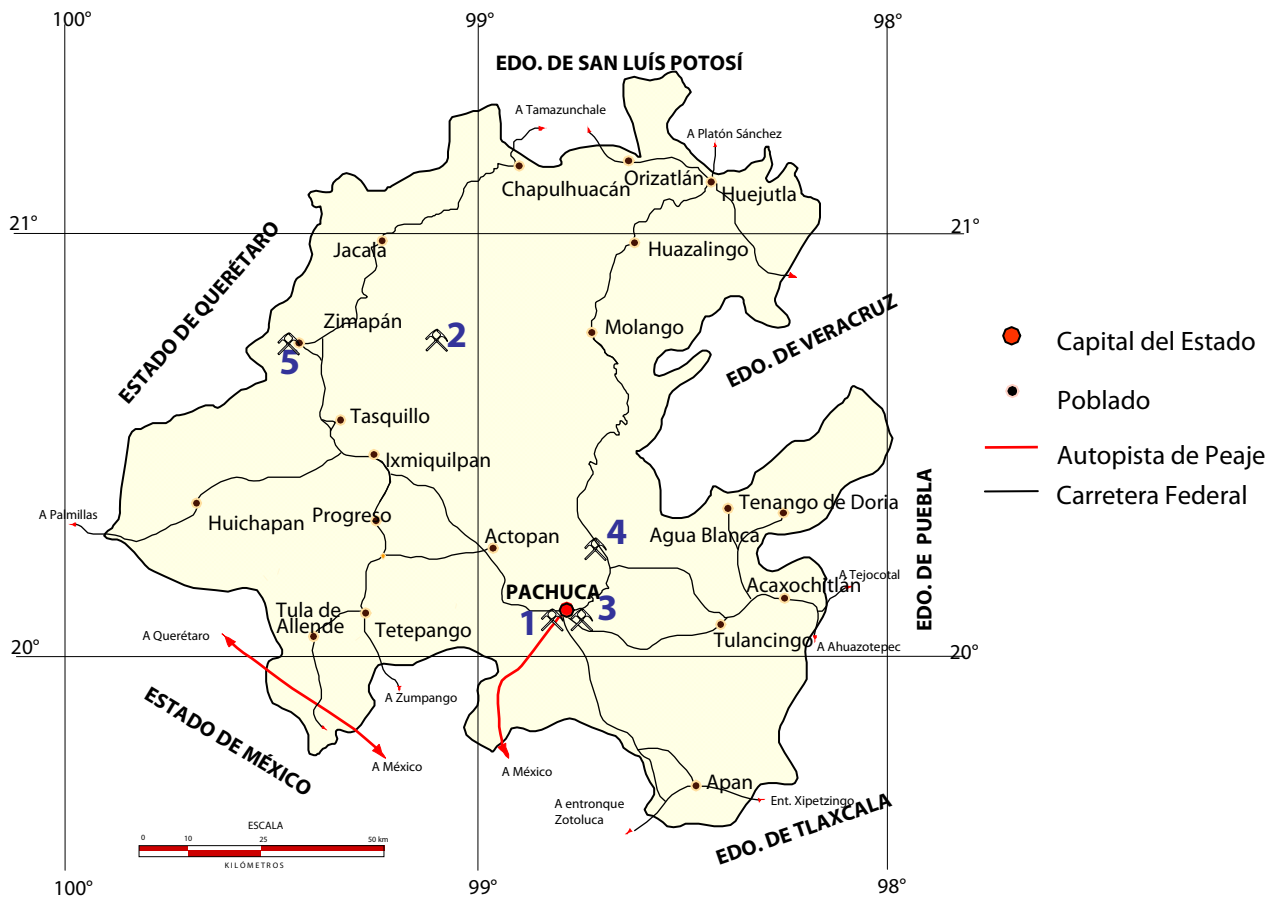 100°
99°
98°
EDO. DE SAN LUÍS POTOSÍ
A Tamazunchale
A Platón Sánchez
Chapulhuacán
Orizatlán
Huejutla
21°
21°
Jacala
Huazalingo
ESTADO DE QUERÉTARO
Zimapán
Molango
2
5
EDO. DE VERACRUZ
Capital del Estado
Poblado
Autopista de Peaje
Carretera Federal
Tasquillo
Ixmiquilpan
Huichapan
Progreso
A Palmillas
Tenango de Doria
Agua Blanca
Actopan
4
EDO. DE PUEBLA
A Tejocotal
Acaxochitlán
PACHUCA
1
3
Tula de
Allende
Tetepango
Tulancingo
A Querétaro
A Ahuazotepec
20°
20°
A Zumpango
ESTADO DE MÉXICO
A México
A México
Apan
Ent. Xipetzingo
A entronque
Zotoluca
EDO. DE TLAXCALA
ESCALA
0 10 25 50 km
KILÓMETROS
100°
99°
98°